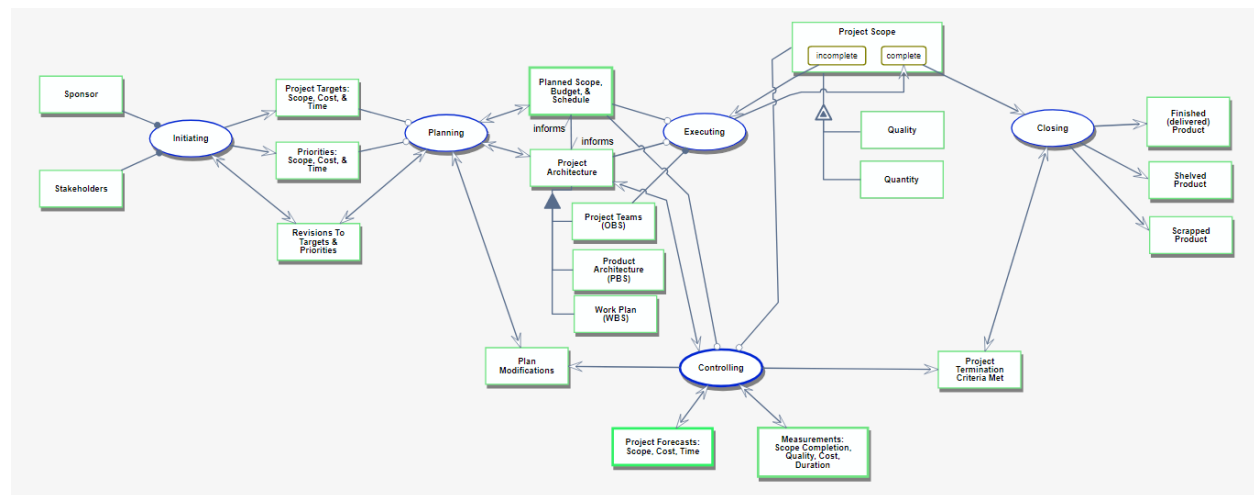 Project Scope
incomplete
complete
Sponsor
Project Targets:
Scope, Cost, &
Time
Planned Scope,
Budget, &
Schedule
Finished
(delivered)
Product
Initiating
Planning
informs
Executing
Quality
Closing
informs
Priorities:
Scope, Cost, &
Time
Project
Architecture
Stakeholders
Quantity
Shelved
Product
Revisions To
Targets &
Priorities
Project Teams
(OBS)
Scrapped
Product
Product
Architecture
(PBS)
Work Plan
(WBS)
Plan
Modifications
Controlling
Project
Termination
Criteria Met
Project Forecasts:
Scope, Cost, Time
Measurements:
Scope Completion,
Quality, Cost,
Duration